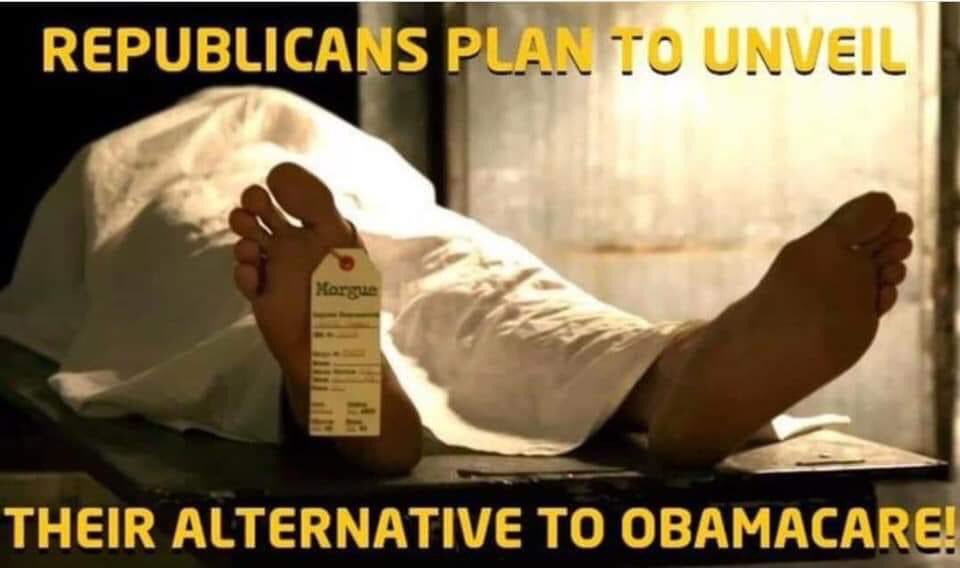 REPUBLICANS PLAN TO UNVEIL
Morgue
THEIR ALTERNATIVE TO OBAMACARE!